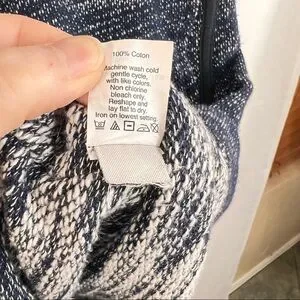 100% Coton
Machine wash cold
gentle cycle,
with like colors.
Non chlorine
bleach only.
Reshape and
lay flat to dry.
Iron on lowest setting.